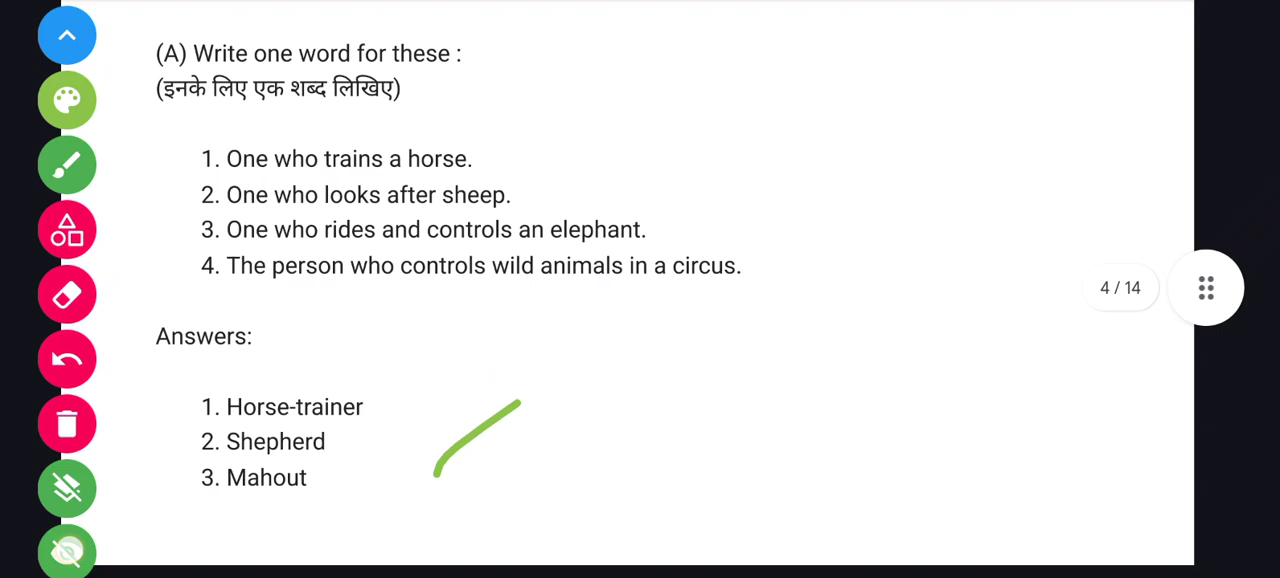 (A) Write one word for these :
(इनके लिए एक शब्द लिखिए)
1. One who trains a horse.
2. One who looks after sheep.
3. One who rides and controls an elephant.
4. The person who controls wild animals in a circus.
4 / 14
Answers:
1. Horse-trainer
2. Shepherd
3. Mahout